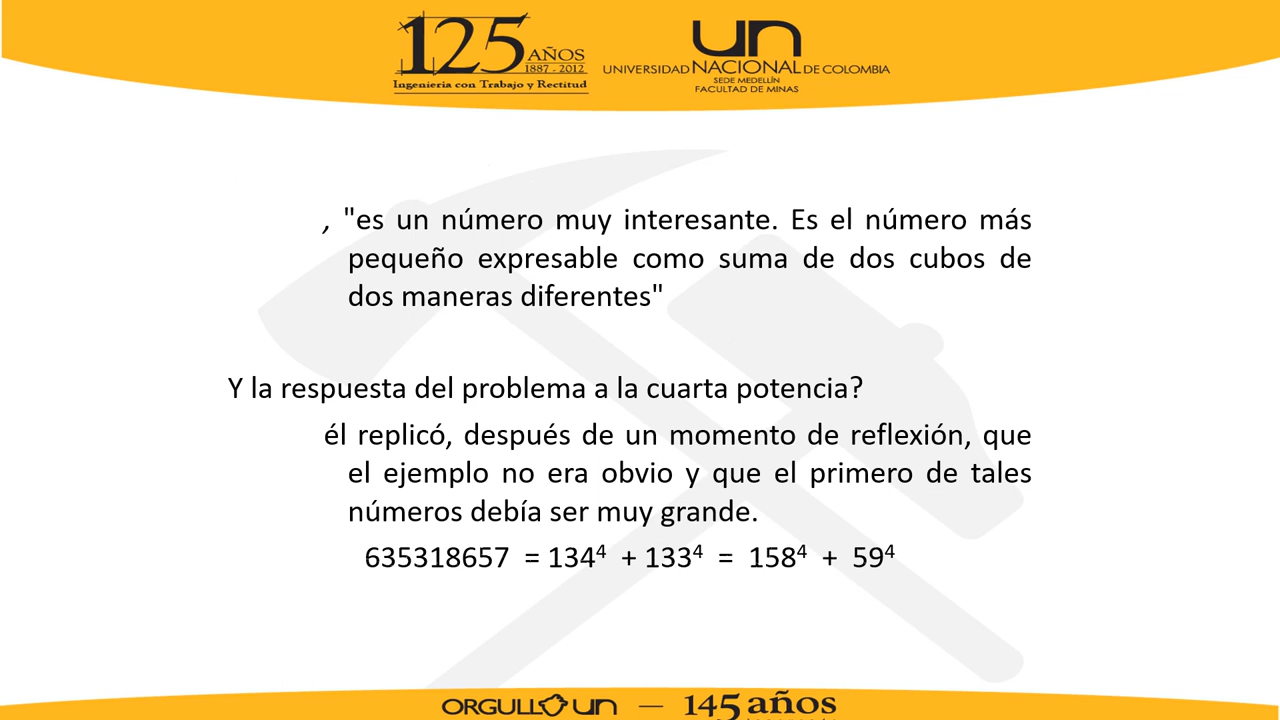 125 AÑOS
1887 - 2012
Ingeniería con Trabajo y Rectitud
un
UNIVERSIDAD NACIONAL DE COLOMBIA
SEDE MEDELLÍN
FACULTAD DE MINAS
, "es un número muy interesante. Es el número más
pequeño expresable como suma de dos cubos de
dos maneras diferentes"
Y la respuesta del problema a la cuarta potencia?
él replicó, después de un momento de reflexión, que
el ejemplo no era obvio y que el primero de tales
números debía ser muy grande.
635318657 = 134⁴ + 133⁴ = 158⁴ + 59⁴
ORGULLO UN — 145 años